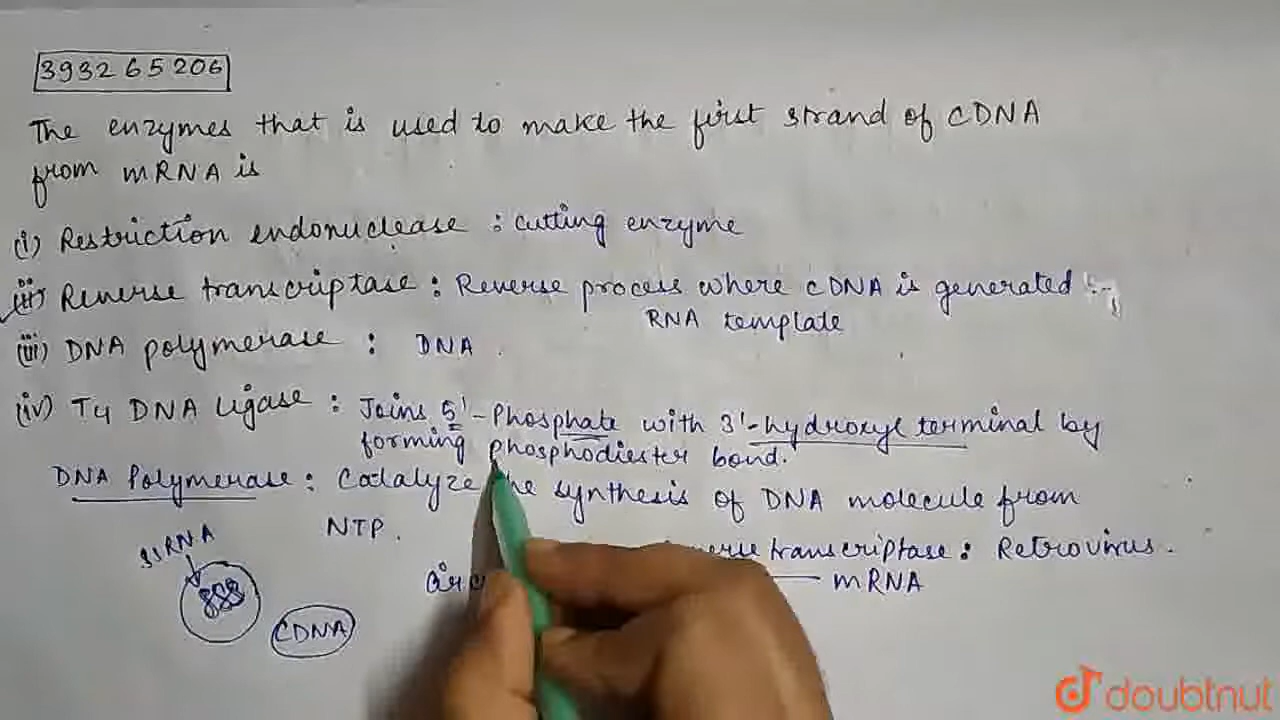 393265206
The enzymes that is used to make the first strand of CDNA
from mRNA is
(i) Restriction endonuclease : Cutting enzyme
(ii) Reverse transcriptase : Reverse process where cDNA is generated :-
RNA template
(iii) DNA polymerase : DNA .
(iv) T4 DNA ligase : Joins 5'-Phosphate with 3'-hydroxyl terminal by
forming phosphodiester bond.
DNA Polymerase : Catalyze the synthesis of DNA molecule from
NTP.
ssRNA
transcriptase : Retrovirus .
mRNA
CDNA
doubtnut